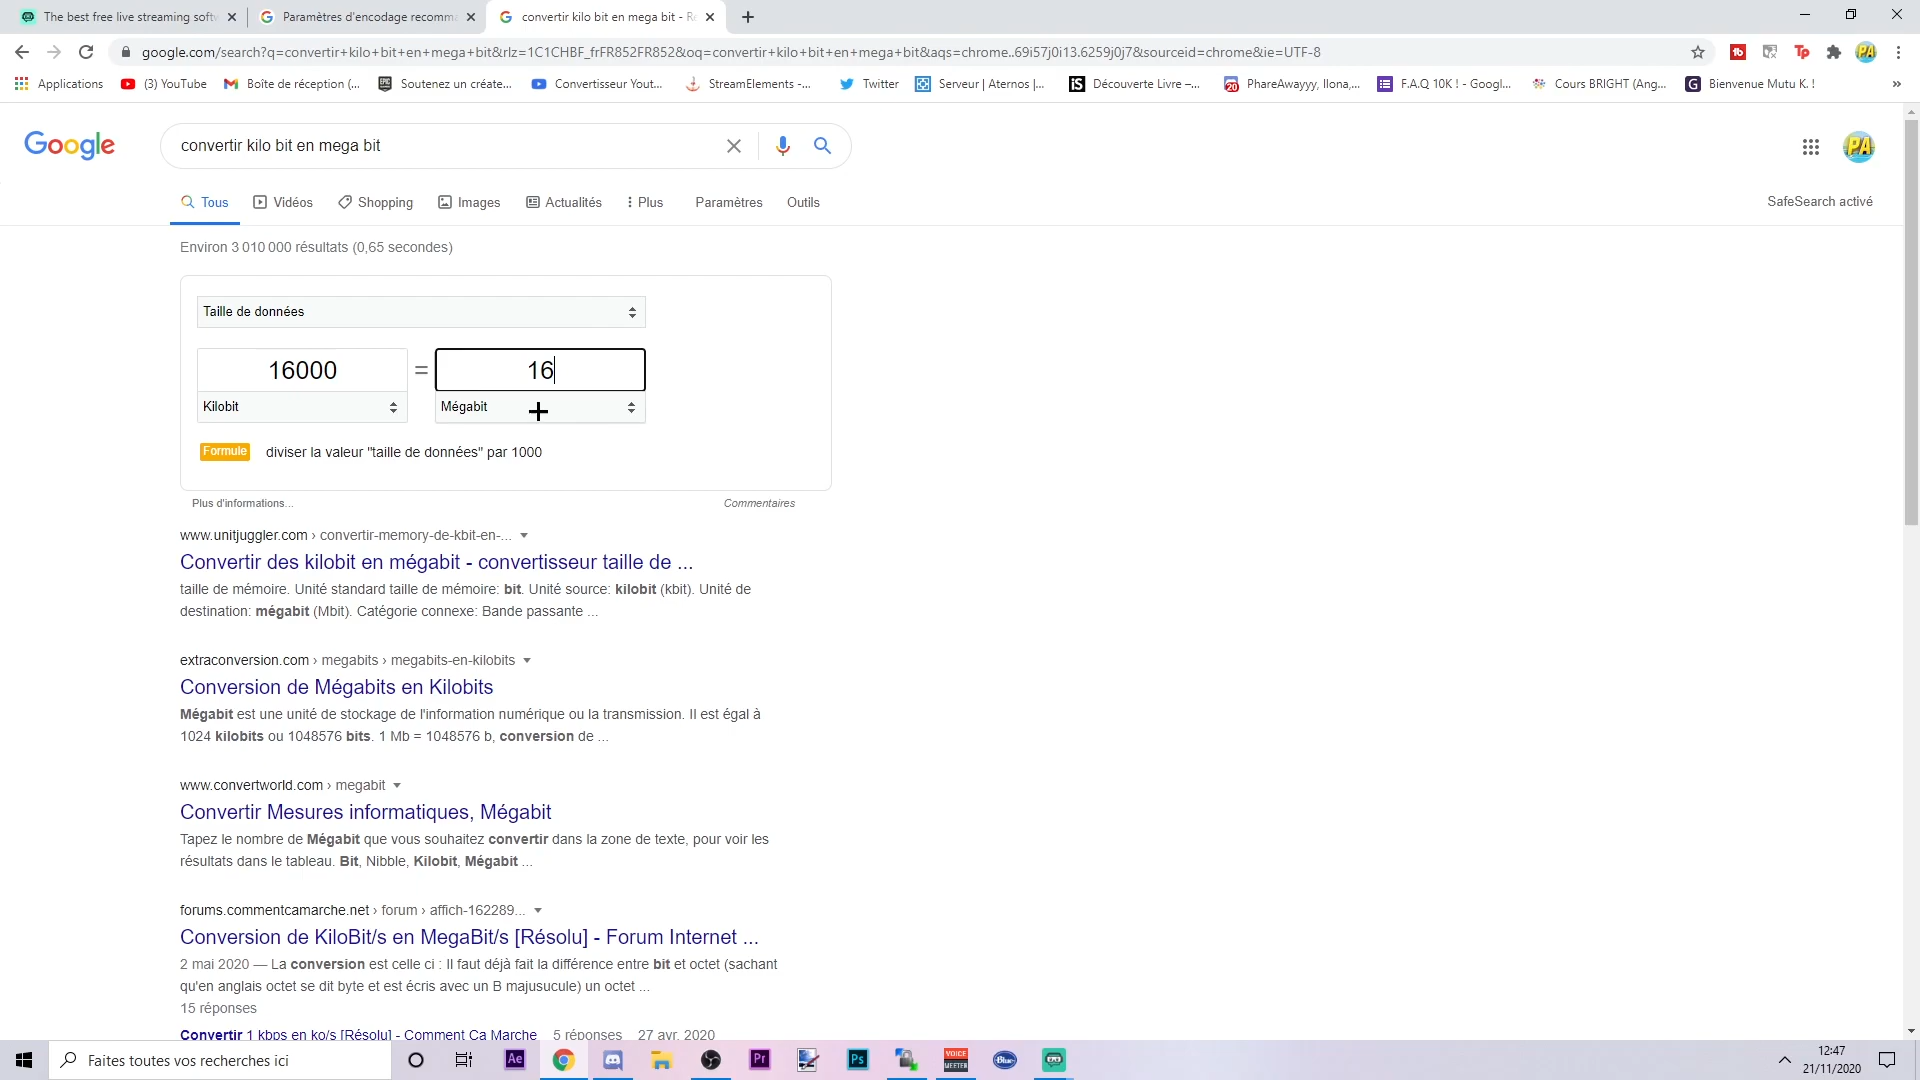 The best free live streaming softw
Paramètres d'encodage recomma
convertir kilo bit en mega bit - Re
google.com/search?q=convertir+kilo+bit+en+mega+bit&rlz=1C1CHBF_frFR852FR852&oq=convertir+kilo+bit+en+mega+bit&aqs=chrome..69i57j0i13.6259j0j7&sourceid=chrome&ie=UTF-8
Applications
(3) YouTube
Boîte de réception (...
Soutenez un créate...
Convertisseur Yout...
StreamElements -...
Twitter
Serveur | Aternos |...
Découverte Livre –...
PhareAwayyy, Ilona,...
F.A.Q 10K ! - Googl...
Cours BRIGHT (Ang...
Bienvenue Mutu K. !
»
Google
convertir kilo bit en mega bit
PA
Tous
Vidéos
Shopping
Images
Actualités
Plus
Paramètres
Outils
SafeSearch activé
Environ 3 010 000 résultats (0,65 secondes)
Taille de données
16000 = 16
Kilobit
Mégabit
Formule diviser la valeur "taille de données" par 1000
Plus d'informations...
Commentaires
www.unitjuggler.com › convertir-memory-de-kbit-en-...
Convertir des kilobit en mégabit - convertisseur taille de ...
taille de mémoire. Unité standard taille de mémoire: bit. Unité source: kilobit (kbit). Unité de
destination: mégabit (Mbit). Catégorie connexe: Bande passante ...
extraconversion.com › megabits › megabits-en-kilobits
Conversion de Mégabits en Kilobits
Mégabit est une unité de stockage de l'information numérique ou la transmission. Il est égal à
1024 kilobits ou 1048576 bits. 1 Mb = 1048576 b, conversion de ...
www.convertworld.com › megabit
Convertir Mesures informatiques, Mégabit
Tapez le nombre de Mégabit que vous souhaitez convertir dans la zone de texte, pour voir les
résultats dans le tableau. Bit, Nibble, Kilobit, Mégabit ...
forums.commentcamarche.net › forum › affich-162289...
Conversion de KiloBit/s en MegaBit/s [Résolu] - Forum Internet ...
2 mai 2020 — La conversion est celle ci : Il faut déjà fait la différence entre bit et octet (sachant
qu'en anglais octet se dit byte et est écris avec un B majusucule) un octet ...
15 réponses
Convertir 1 kbps en ko/s [Résolu] - Comment Ca Marche 5 réponses 27 avr. 2020
Faites toutes vos recherches ici
Ae
Pr
Ps
VOICE
MEETER
Blue
12:47
21/11/2020